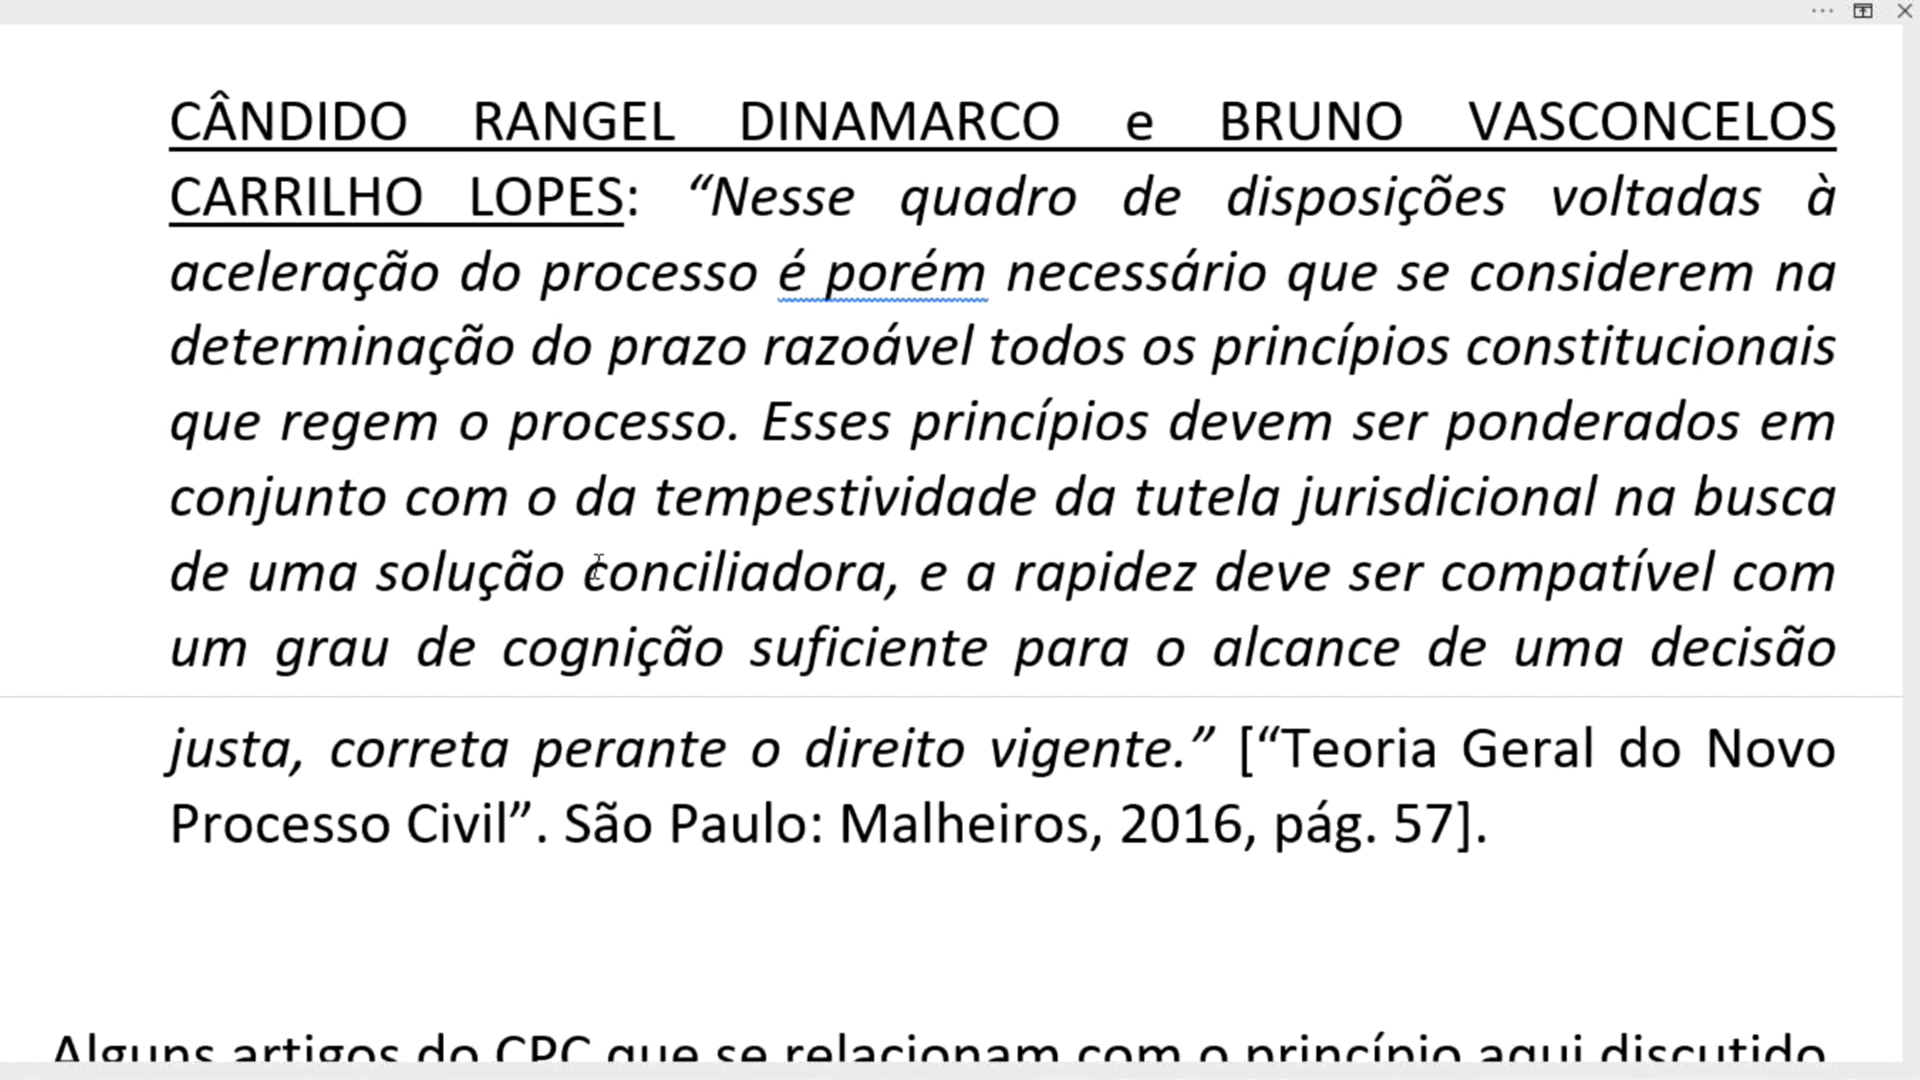 CÂNDIDO RANGEL DINAMARCO e BRUNO VASCONCELOS
CARRILHO LOPES: “Nesse quadro de disposições voltadas à
aceleração do processo é porém necessário que se considerem na
determinação do prazo razoável todos os princípios constitucionais
que regem o processo. Esses princípios devem ser ponderados em
conjunto com o da tempestividade da tutela jurisdicional na busca
de uma solução conciliadora, e a rapidez deve ser compatível com
um grau de cognição suficiente para o alcance de uma decisão
justa, correta perante o direito vigente.” [“Teoria Geral do Novo
Processo Civil”. São Paulo: Malheiros, 2016, pág. 57].
Alguns artigos do CPC que se relacionam com o princípio aqui discutido